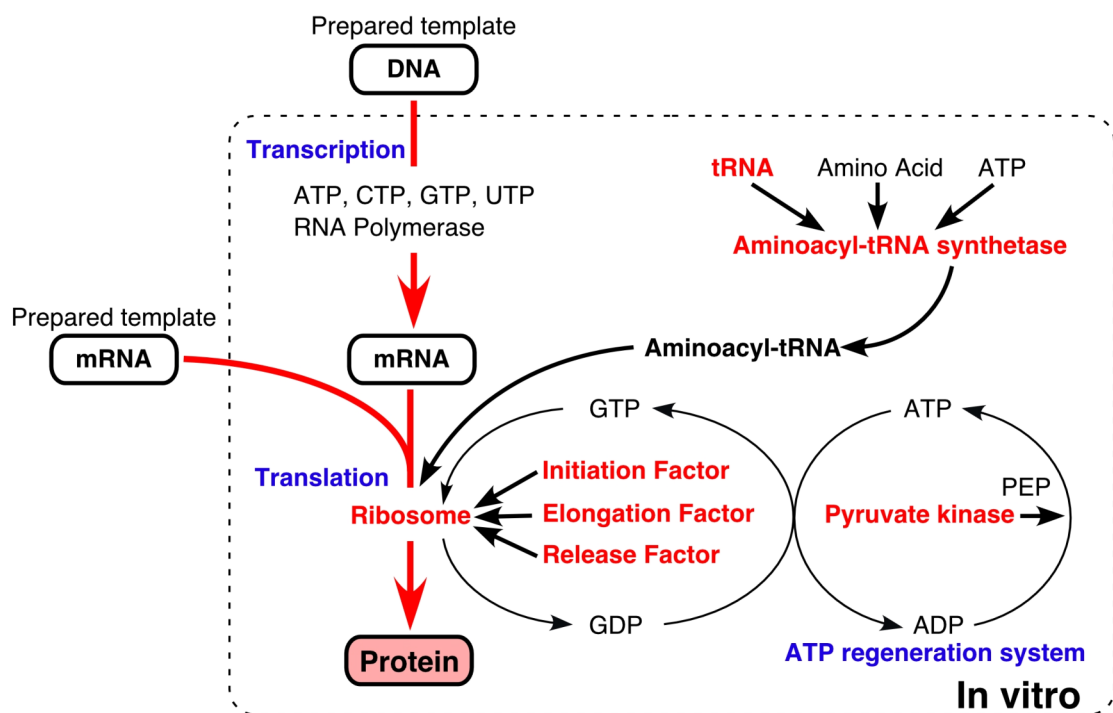 Prepared template
DNA
Transcription
ATP, CTP, GTP, UTP
RNA Polymerase
tRNA
Amino Acid
ATP
Aminoacyl-tRNA synthetase
Prepared template
mRNA
mRNA
Aminoacyl-tRNA
GTP
ATP
Translation
Initiation Factor
Ribosome
Elongation Factor
Release Factor
PEP
Pyruvate kinase
GDP
ADP
ATP regeneration system
Protein
In vitro